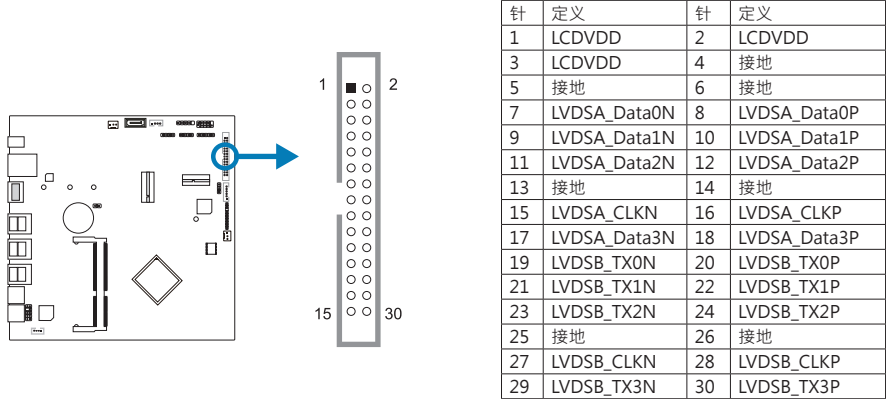 1 2
15 30
针 定义 针 定义
1 LCDVDD 2 LCDVDD
3 LCDVDD 4 接地
5 接地 6 接地
7 LVDSA_Data0N 8 LVDSA_Data0P
9 LVDSA_Data1N 10 LVDSA_Data1P
11 LVDSA_Data2N 12 LVDSA_Data2P
13 接地 14 接地
15 LVDSA_CLKN 16 LVDSA_CLKP
17 LVDSA_Data3N 18 LVDSA_Data3P
19 LVDSB_TX0N 20 LVDSB_TX0P
21 LVDSB_TX1N 22 LVDSB_TX1P
23 LVDSB_TX2N 24 LVDSB_TX2P
25 接地 26 接地
27 LVDSB_CLKN 28 LVDSB_CLKP
29 LVDSB_TX3N 30 LVDSB_TX3P